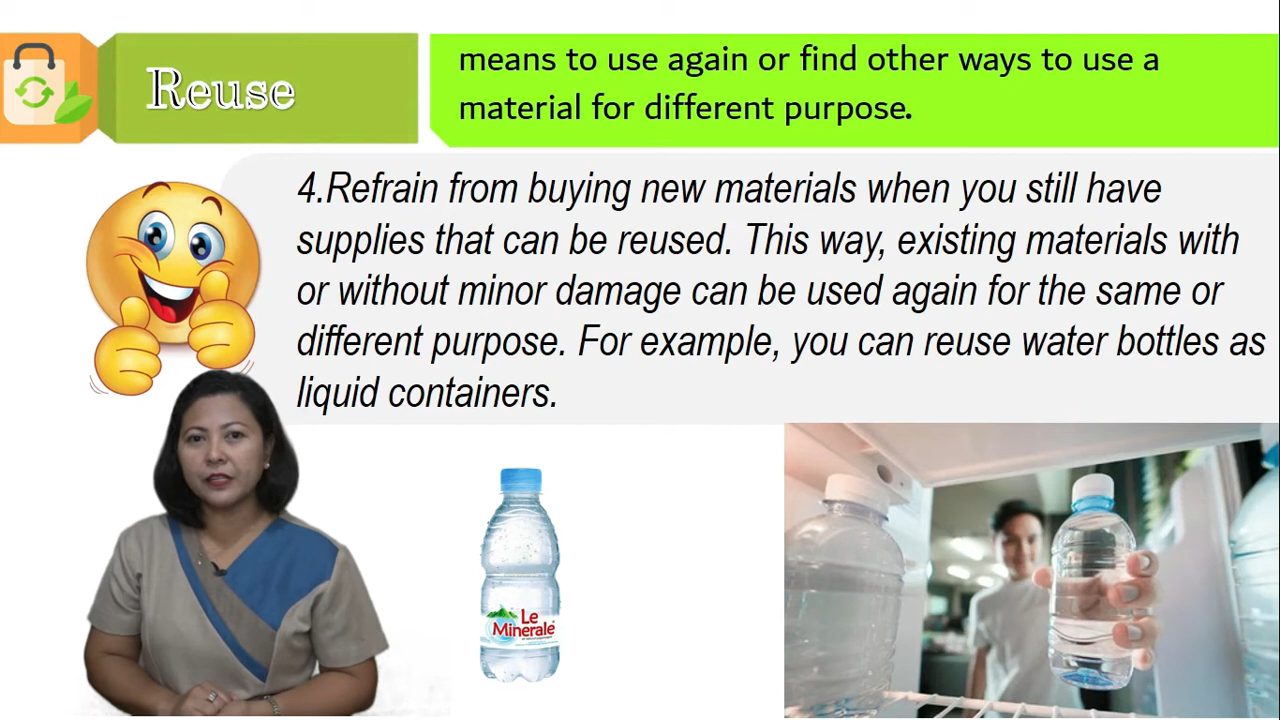 Reuse
means to use again or find other ways to use a
material for different purpose.
4.Refrain from buying new materials when you still have
supplies that can be reused. This way, existing materials with
or without minor damage can be used again for the same or
different purpose. For example, you can reuse water bottles as
liquid containers.
Le
Minerale